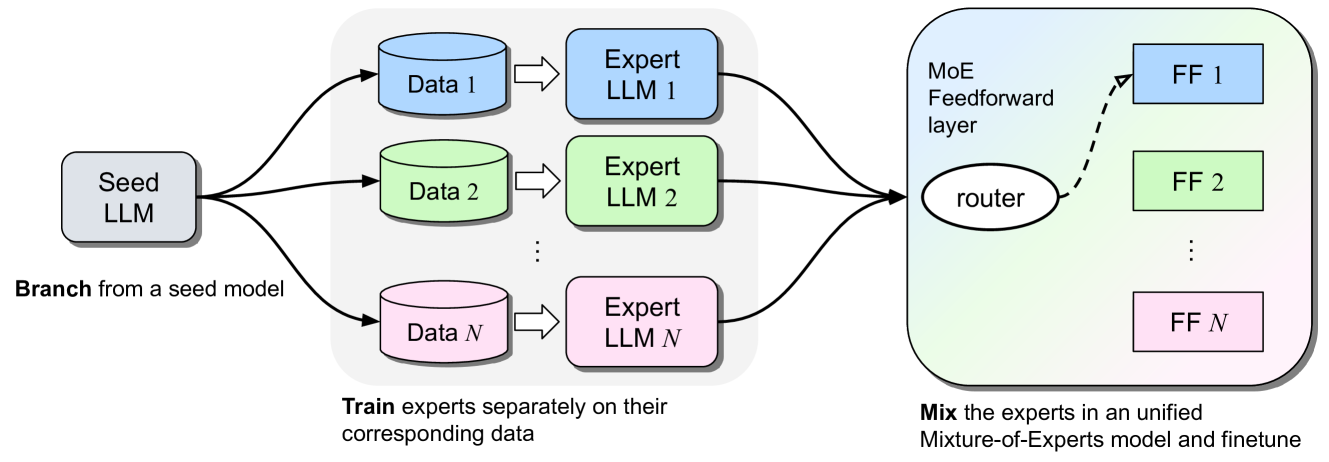 Seed
LLM
Branch from a seed model
Data 1
Expert
LLM 1
Data 2
Expert
LLM 2
⋮
Data N
Expert
LLM N
Train experts separately on their
corresponding data
MoE
Feedforward
layer
router
FF 1
FF 2
⋮
FF N
Mix the experts in an unified
Mixture-of-Experts model and finetune